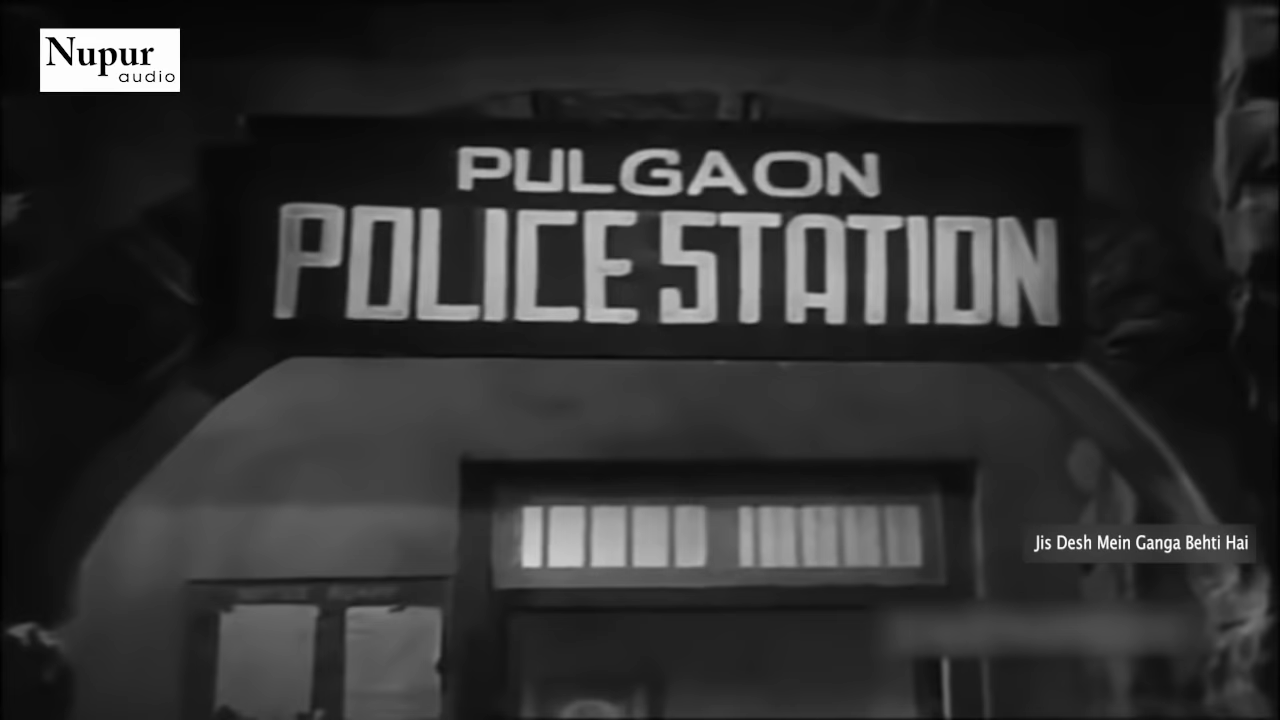 Nupur
audio
PULGAON
POLICE STATION
Jis Desh Mein Ganga Behti Hai